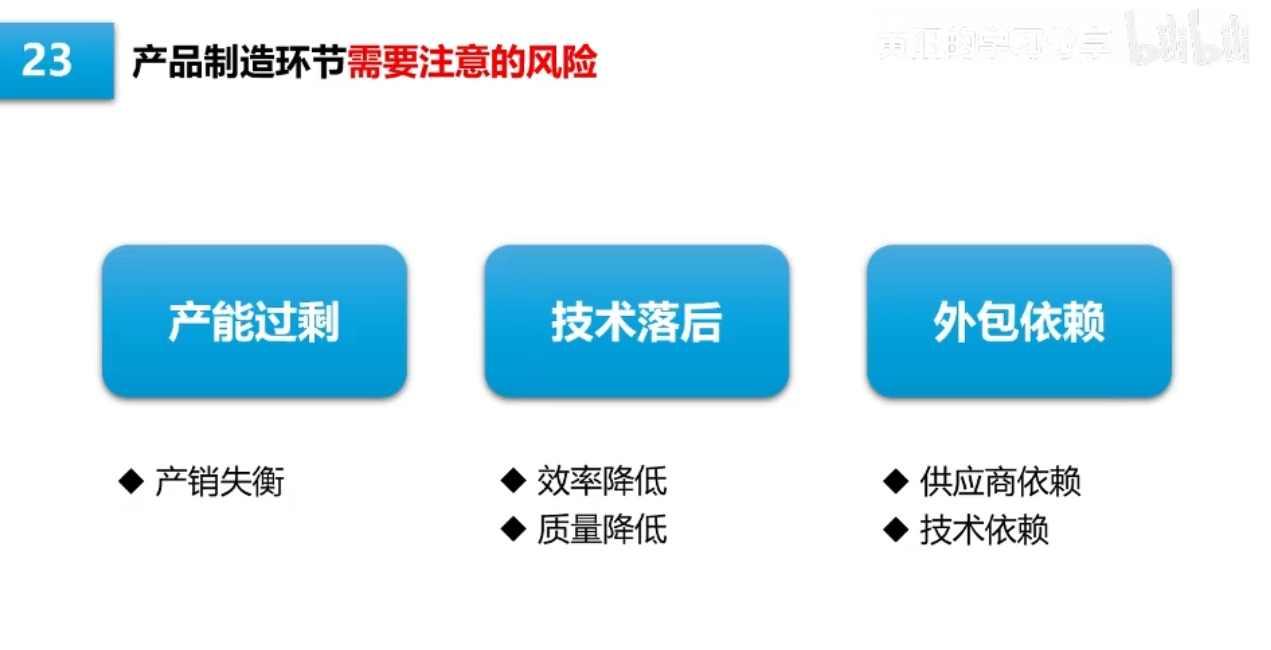 23
产品制造环节需要注意的风险
bilibili
产能过剩
技术落后
外包依赖
◆ 产销失衡
◆ 效率降低
◆ 质量降低
◆ 供应商依赖
◆ 技术依赖